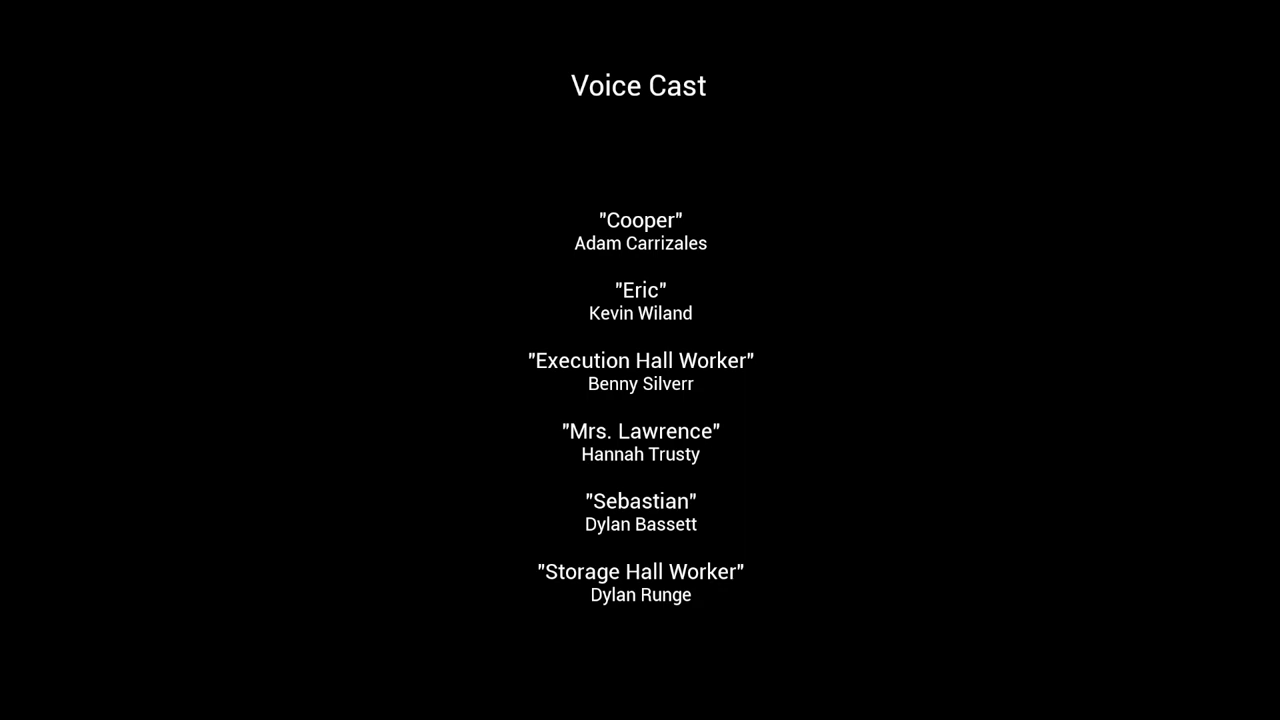 Voice Cast
"Cooper"
Adam Carrizales
"Eric"
Kevin Wiland
"Execution Hall Worker"
Benny Silverr
"Mrs. Lawrence"
Hannah Trusty
"Sebastian"
Dylan Bassett
"Storage Hall Worker"
Dylan Runge